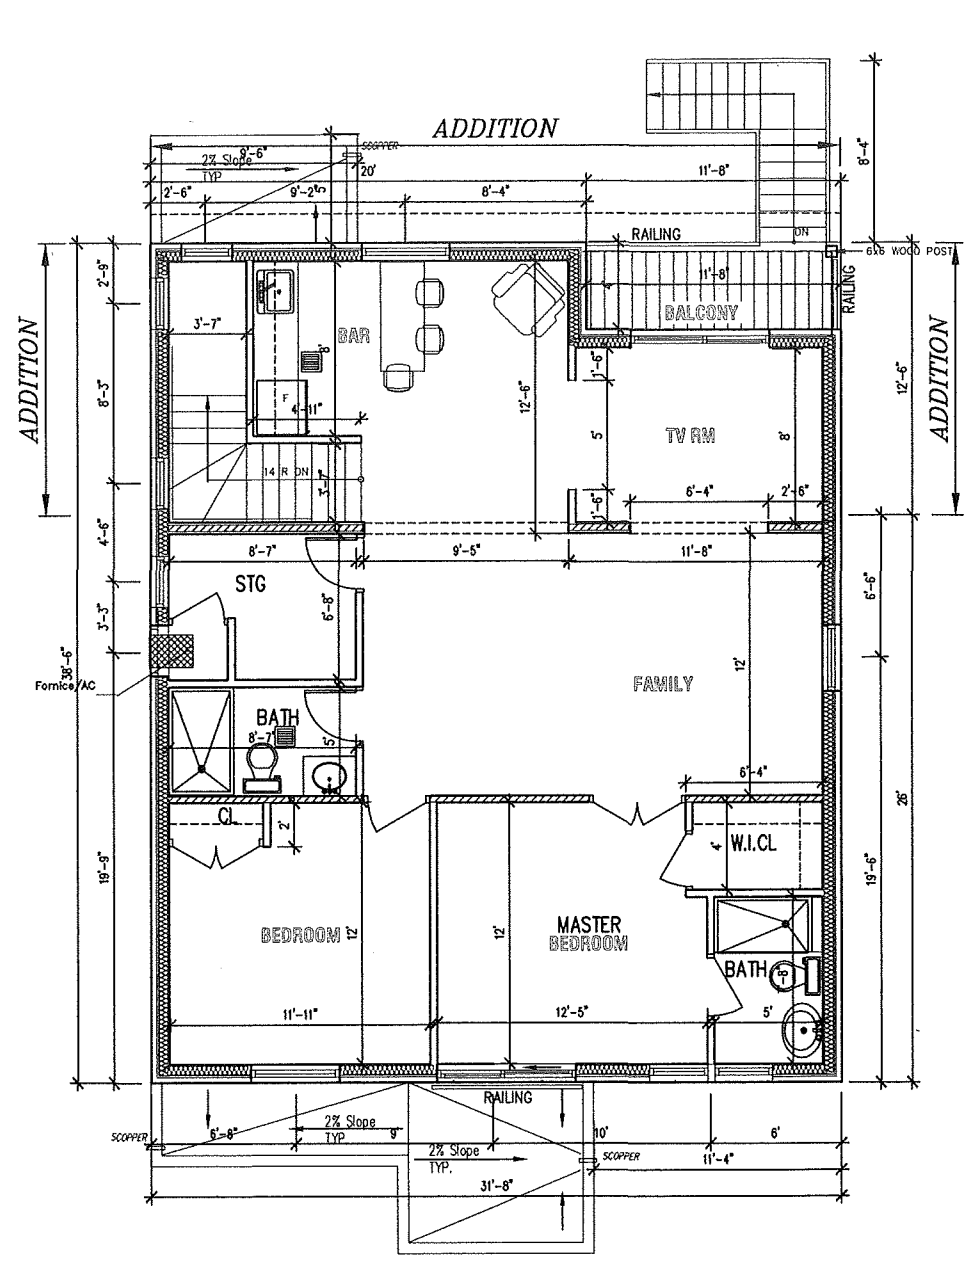 ADDITION
SCOPPER
9'-6"
2% Slope
TYP
20'
11'-8"
8'-4"
2'-6"
9'-2"
5'
8'-4"
RAILING
DN
6x6 WOOD POST
11'-8"
RAILING
BALCONY
2'-9"
3'-7"
BAR
8'
ADDITION
ADDITION
1'-6"
12'-6"
12'-6"
8'-3"
F
4'-11"
5'
TV RM
8'
14 R DN
3'-7"
6'-4"
2'-6"
1'-6"
4'-6"
8'-7"
9'-5"
11'-8"
STG
6'-8"
6'-6"
3'-3"
38'-6"
Fornice/AC
12'
FAMILY
BATH
8'-7"
5'
6'-4"
26'
CL
2'
4'
W.I.CL
19'-9"
19'-6"
BEDROOM
12'
12'
MASTER
BEDROOM
BATH
11'-11"
12'-5"
5'
RAILING
SCOPPER
6'-8"
2% Slope
TYP
9'
10'
6'
2% Slope
TYP.
SCOPPER
11'-4"
31'-8"